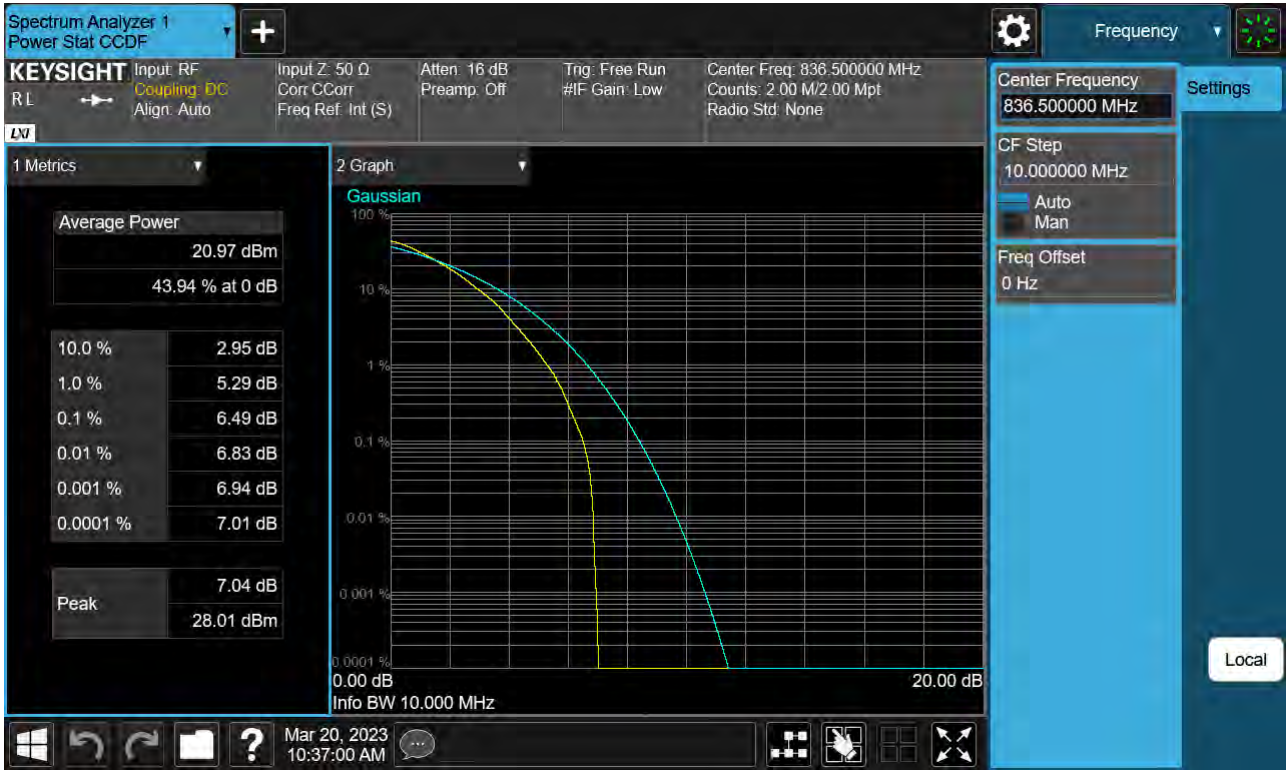 Spectrum Analyzer 1
Power Stat CCDF
Frequency
KEYSIGHT
R L
LXI
Input: RF
Coupling: DC
Align: Auto
Input Z: 50 Ω
Corr CCorr
Freq Ref: Int (S)
Atten: 16 dB
Preamp: Off
Trig: Free Run
#IF Gain: Low
Center Freq: 836.500000 MHz
Counts: 2.00 M/2.00 Mpt
Radio Std: None
Center Frequency
836.500000 MHz
Settings
CF Step
10.000000 MHz
Auto
Man
Freq Offset
0 Hz
Local
1 Metrics
Average Power
20.97 dBm
43.94 % at 0 dB
10.0 % 2.95 dB
1.0 % 5.29 dB
0.1 % 6.49 dB
0.01 % 6.83 dB
0.001 % 6.94 dB
0.0001 % 7.01 dB
Peak
7.04 dB
28.01 dBm
2 Graph
Gaussian
100 %
10 %
1 %
0.1 %
0.01 %
0.001 %
0.0001 %
0.00 dB
20.00 dB
Info BW 10.000 MHz
?
Mar 20, 2023
10:37:00 AM